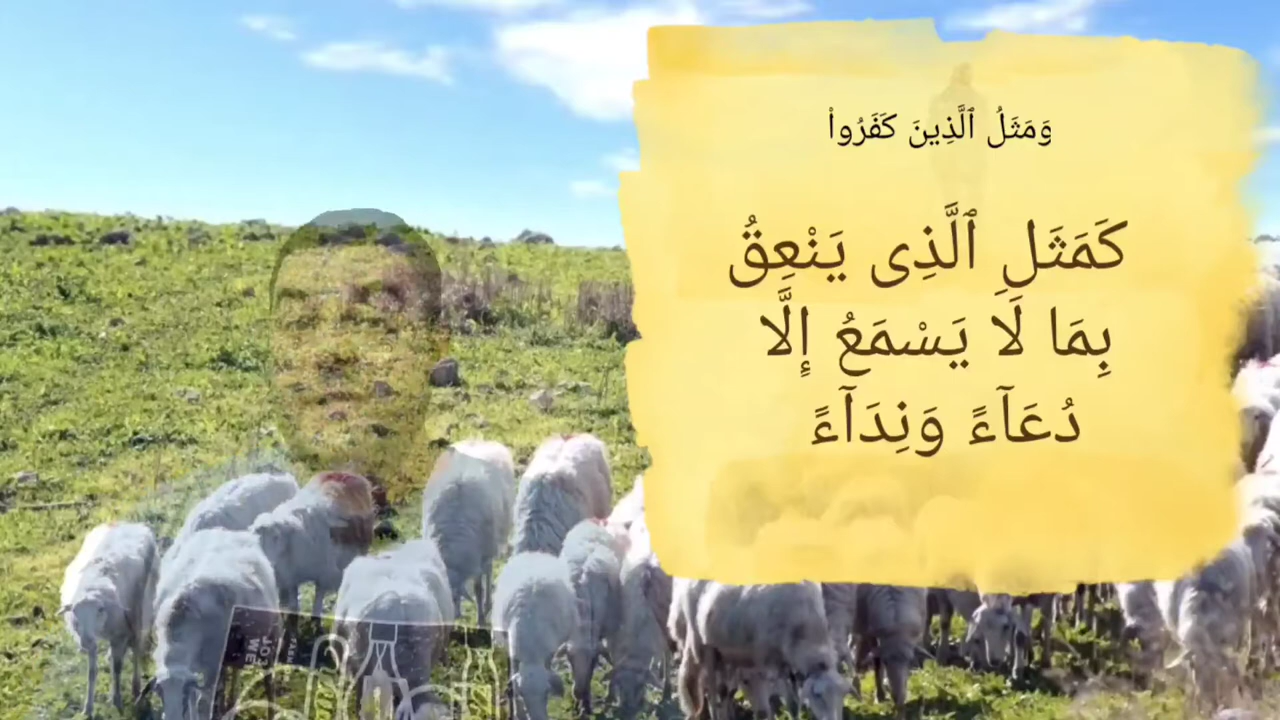 وَمَثَلُ ٱلَّذِينَ كَفَرُوا۟
كَمَثَلِ ٱلَّذِى يَنْعِقُ
بِمَا لَا يَسْمَعُ إِلَّا
دُعَآءً وَنِدَآءً